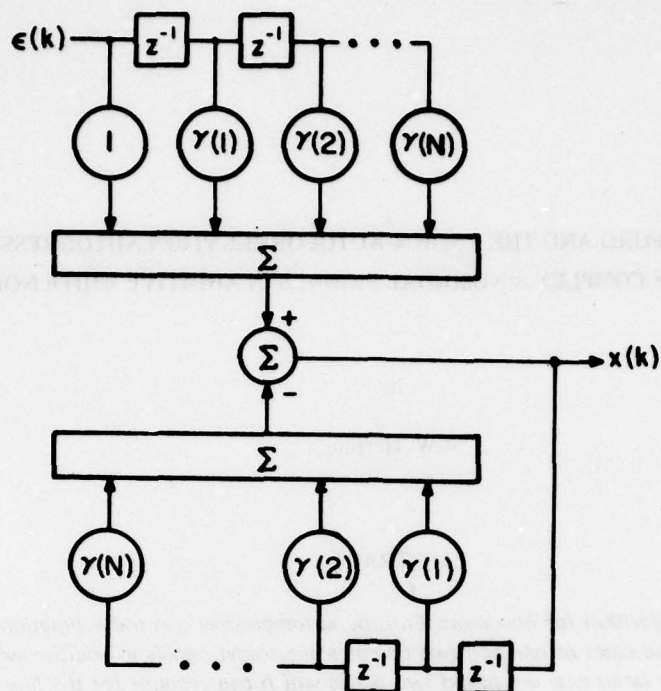 ϵ(k) z⁻¹ z⁻¹ • • • •
1 γ(1) γ(2) γ(N)
Σ
+
Σ x(k)
-
Σ
γ(N) γ(2) γ(1)
• • • z⁻¹ z⁻¹